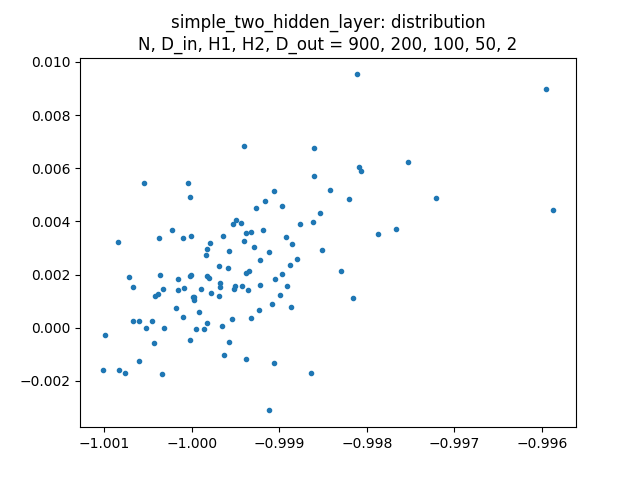 simple_two_hidden_layer: distribution
N, D_in, H1, H2, D_out = 900, 200, 100, 50, 2
0.010
0.008
0.006
0.004
0.002
0.000
−0.002
−1.001 −1.000 −0.999 −0.998 −0.997 −0.996